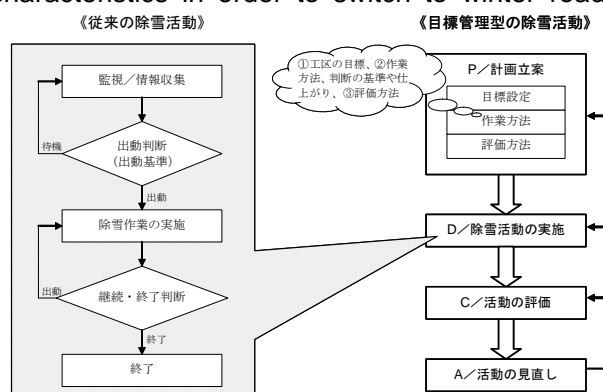 characteristics in order to switch to winter road
《従来の除雪活動》
監視／情報収集
待機
出動判断
(出動基準)
出動
除雪作業の実施
出動
継続・終了判断
終了
終了
《目標管理型の除雪活動》
①工区の目標、②作業
方法、判断の基準や仕
上がり、③評価方法
P／計画立案
目標設定
作業方法
評価方法
D／除雪活動の実施
C／活動の評価
A／活動の見直し